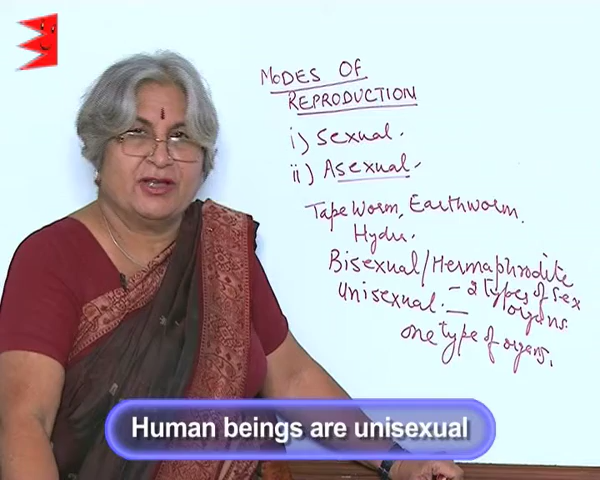 MODES OF
REPRODUCTION
i) Sexual.
ii) Asexual.
Tape Worm, Earthworm.
Hydra.
Bisexual/Hermaphrodite
- 2 types of sex
organs.
Unisexual. -
one type of organs.
Human beings are unisexual